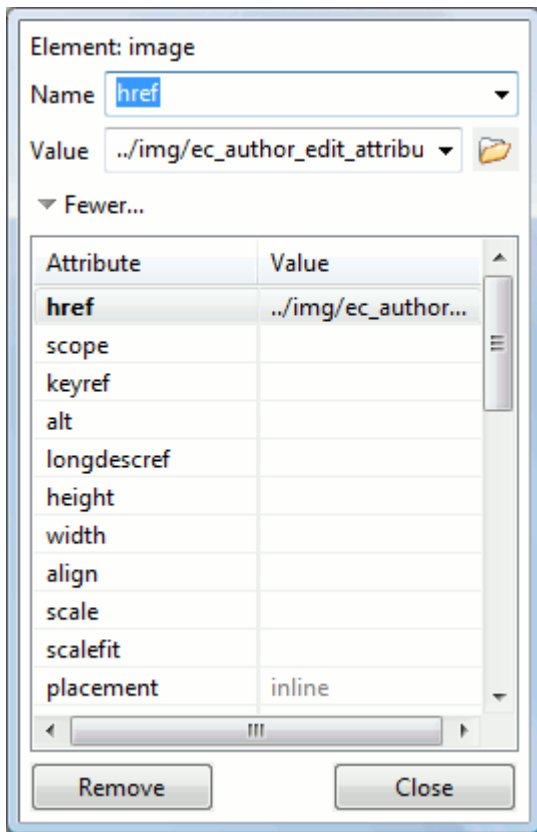 Element: image
Name href
Value ../img/ec_author_edit_attribu
Fewer...
Attribute Value
href ../img/ec_author...
scope
keyref
alt
longdescref
height
width
align
scale
scalefit
placement inline
Remove Close